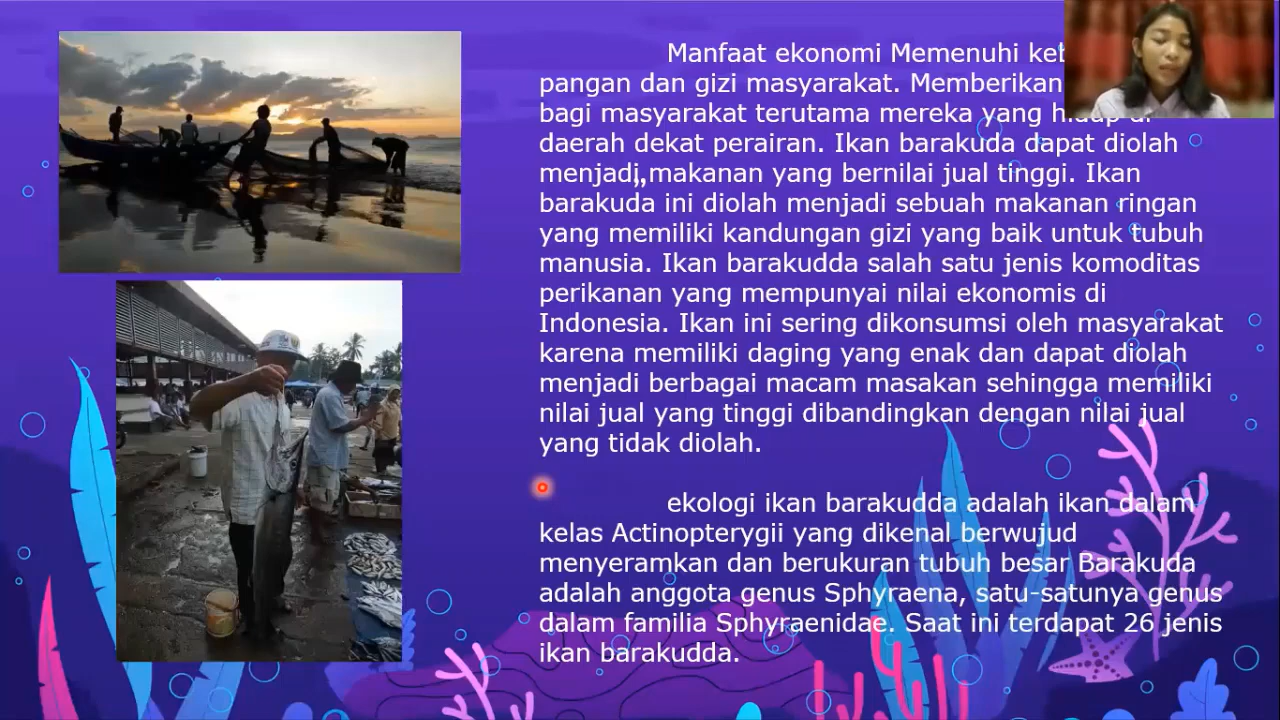 Manfaat ekonomi Memenuhi
pangan dan gizi masyarakat. Memberikan
bagi masyarakat terutama mereka yang hidup di
daerah dekat perairan. Ikan barakuda dapat diolah
menjadi,,makanan yang bernilai jual tinggi. Ikan
barakuda ini diolah menjadi sebuah makanan ringan
yang memiliki kandungan gizi yang baik untuk tubuh
manusia. Ikan barakudda salah satu jenis komoditas
perikanan yang mempunyai nilai ekonomis di
Indonesia. Ikan ini sering dikonsumsi oleh masyarakat
karena memiliki daging yang enak dan dapat diolah
menjadi berbagai macam masakan sehingga memiliki
nilai jual yang tinggi dibandingkan dengan nilai jual
yang tidak diolah.
ekologi ikan barakudda adalah ikan dalam
kelas Actinopterygii yang dikenal berwujud
menyeramkan dan berukuran tubuh besar Barakuda
adalah anggota genus Sphyraena, satu-satunya genus
dalam familia Sphyraenidae. Saat ini terdapat 26 jenis
ikan barakudda.